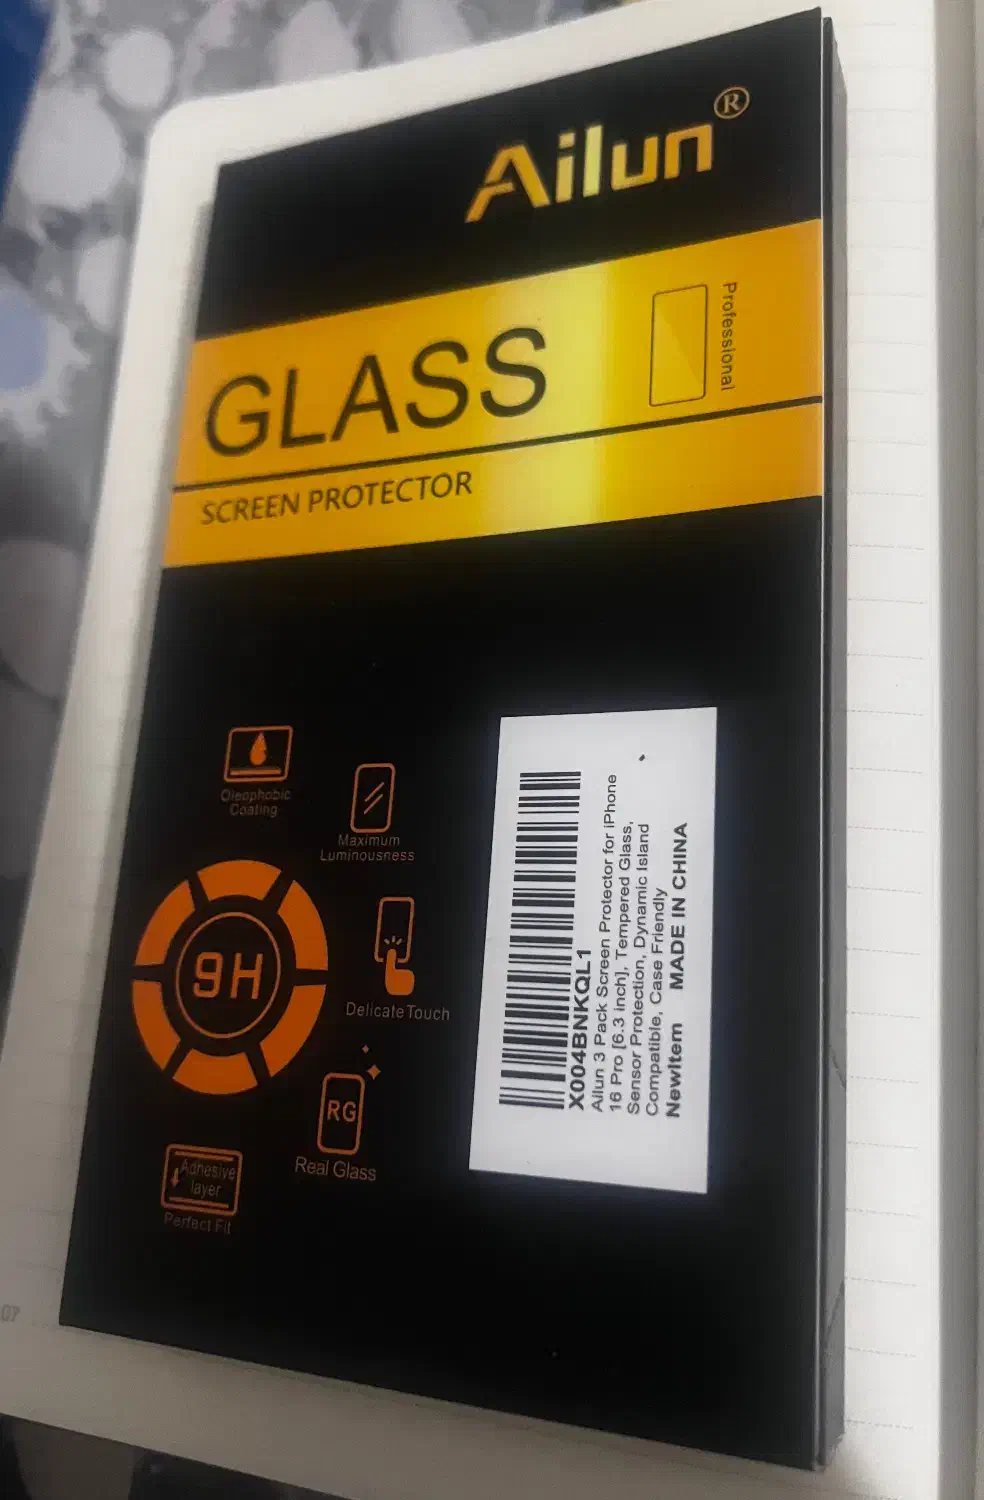 Ailun®
Professional
GLASS
SCREEN PROTECTOR
Oleophobic
Coating
Maximum
Luminousness
9H
Delicate Touch
RG
Real Glass
Adhesive
layer
Perfect Fit
X004BNKQL1
Ailun 3 Pack Screen Protector for iPhone
16 Pro [6.3 inch], Tempered Glass,
Sensor Protection, Dynamic Island
Compatible, Case Friendly
NewItem MADE IN CHINA
07